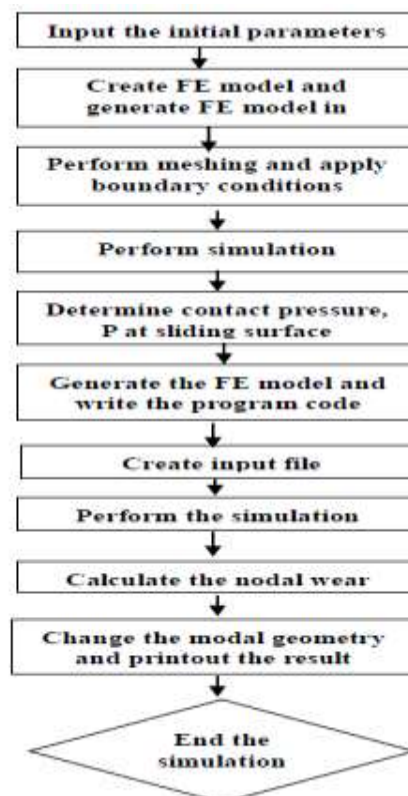 Input the initial parameters
Create FE model and
generate FE model in
Perform meshing and apply
boundary conditions
Perform simulation
Determine contact pressure,
P at sliding surface
Generate the FE model and
write the program code
Create input file
Perform the simulation
Calculate the nodal wear
Change the modal geometry
and printout the result
End the
simulation